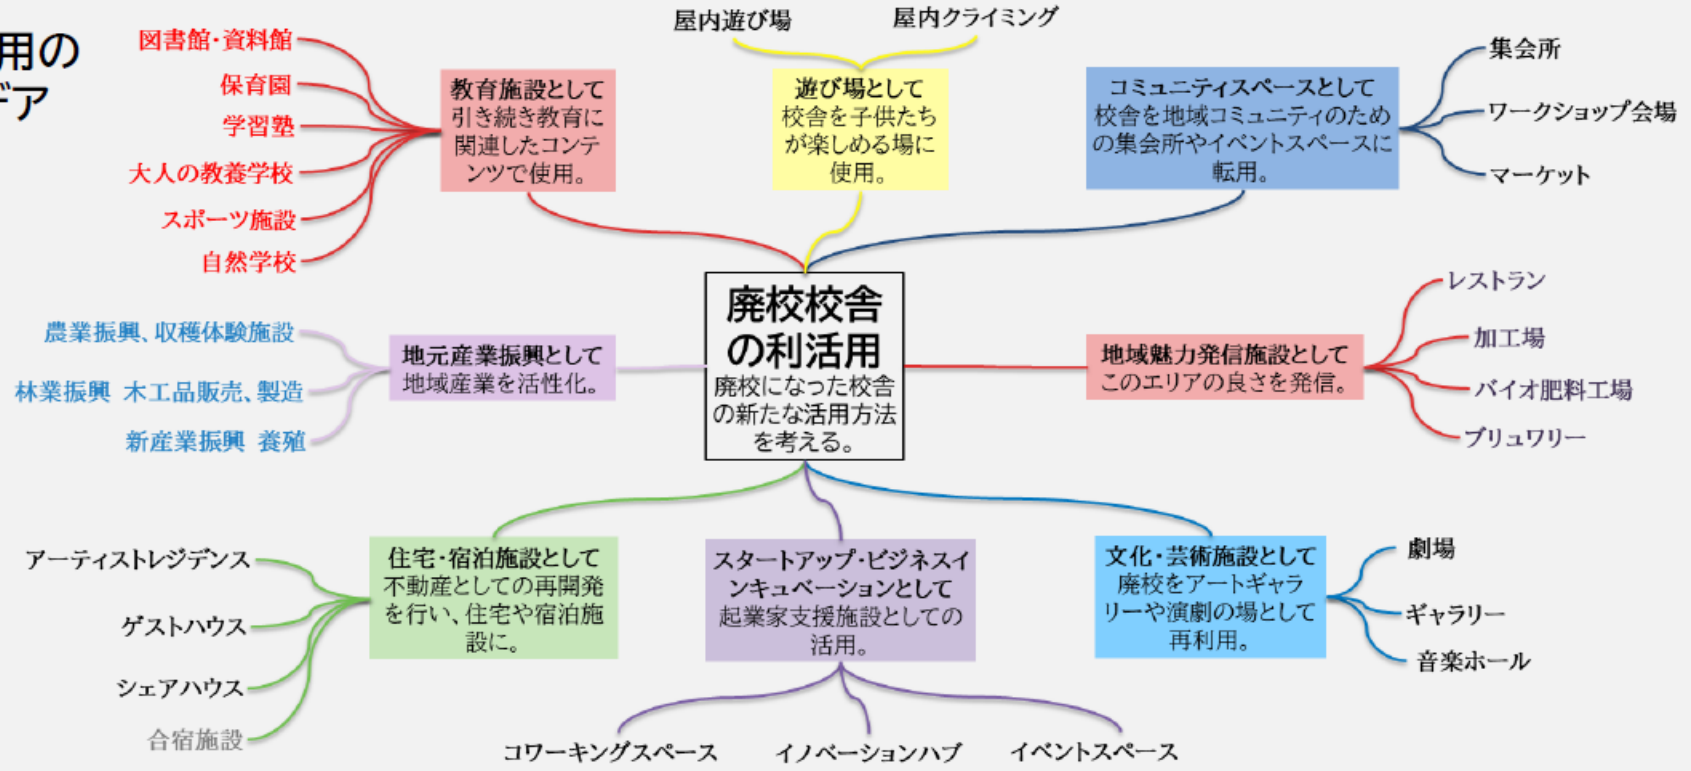 用の
デア
図書館・資料館
保育園
学習塾
大人の教養学校
スポーツ施設
自然学校
教育施設として
引き続き教育に
関連したコンテ
ンツで使用。
屋内遊び場
屋内クライミング
遊び場として
校舎を子供たち
が楽しめる場に
使用。
コミュニティスペースとして
校舎を地域コミュニティのため
の集会所やイベントスペースに
転用。
集会所
ワークショップ会場
マーケット
農業振興、収穫体験施設
林業振興 木工品販売、製造
新産業振興 養殖
地元産業振興として
地域産業を活性化。
廃校校舎
の利活用
廃校になった校舎
の新たな活用方法
を考える。
地域魅力発信施設として
このエリアの良さを発信。
レストラン
加工場
バイオ肥料工場
ブリュワリー
アーティストレジデンス
ゲストハウス
シェアハウス
合宿施設
住宅・宿泊施設として
不動産としての再開発
を行い、住宅や宿泊施
設に。
スタートアップ・ビジネスイ
ンキュベーションとして
起業家支援施設としての
活用。
コワーキングスペース
イノベーションハブ
イベントスペース
文化・芸術施設として
廃校をアートギャラ
リーや演劇の場として
再利用。
劇場
ギャラリー
音楽ホール